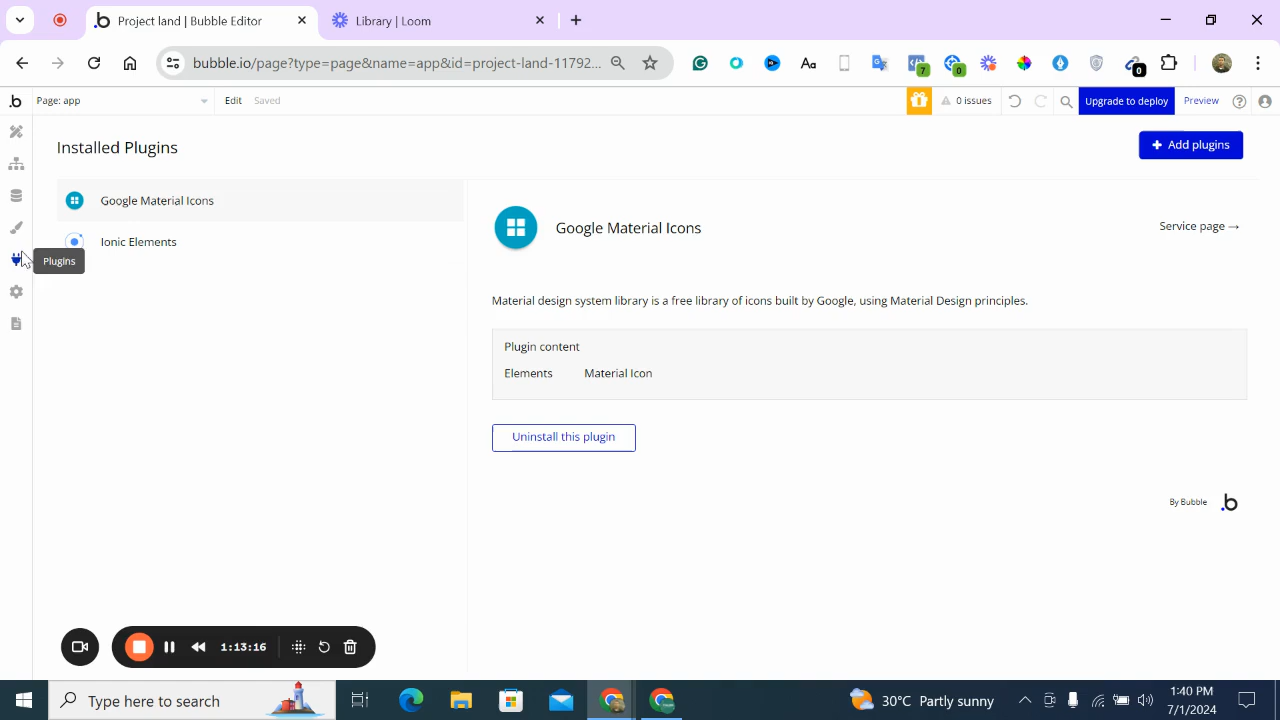 Project land | Bubble Editor
Library | Loom
bubble.io/page?type=page&name=app&id=project-land-11792...
Aa
7
0
0
Page: app
Edit
Saved
0 issues
Upgrade to deploy
Preview
Installed Plugins
Add plugins
Google Material Icons
Ionic Elements
Plugins
Google Material Icons
Service page →
Material design system library is a free library of icons built by Google, using Material Design principles.
Plugin content
Elements Material Icon
Uninstall this plugin
By Bubble
1:13:16
Type here to search
30°C Partly sunny
1:40 PM
7/1/2024